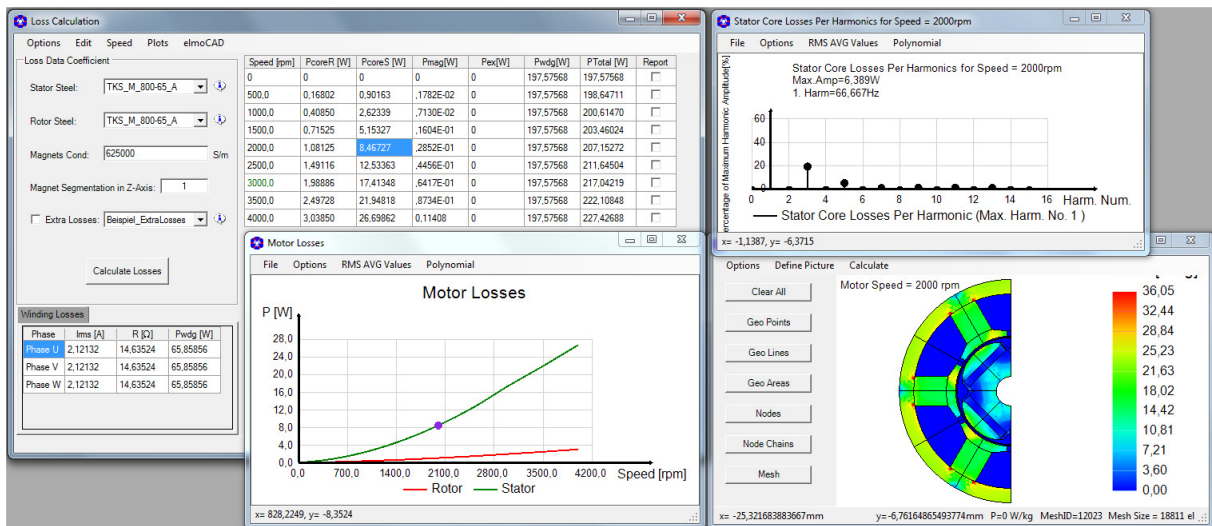 Loss Calculation
Options Edit Speed Plots elmoCAD
Loss Data Coefficient
Stator Steel: TKS_M_800-65_A
Rotor Steel: TKS_M_800-65_A
Magnets Cond: 625000 S/m
Magnet Segmentation in Z-Axis: 1
Extra Losses: Beispiel_ExtraLosses
Calculate Losses
Winding Losses
Phase Irms [A] R [Ω] Pwdg [W]
Phase U 2,12132 14,63524 65,85856
Phase V 2,12132 14,63524 65,85856
Phase W 2,12132 14,63524 65,85856
Speed [rpm] PcoreR [W] PcoreS [W] Pmag[W] Pex[W] Pwdg[W] PTotal [W] Report
0 0 0 0 0 197,57568 197,57568
500,0 0,16802 0,90163 ,1782E-02 0 197,57568 198,64711
1000,0 0,40850 2,62339 ,7130E-02 0 197,57568 200,61470
1500,0 0,71525 5,15327 ,1604E-01 0 197,57568 203,46024
2000,0 1,08125 8,46727 ,2852E-01 0 197,57568 207,15272
2500,0 1,49116 12,53363 ,4456E-01 0 197,57568 211,64504
3000,0 1,98886 17,41348 ,6417E-01 0 197,57568 217,04219
3500,0 2,49728 21,94818 ,8734E-01 0 197,57568 222,10848
4000,0 3,03850 26,69862 0,11408 0 197,57568 227,42688
Motor Losses
File Options RMS AVG Values Polynomial
Motor Losses
P [W]
28,0
24,0
20,0
16,0
12,0
8,0
4,0
0,0
0,0 700,0 1400,0 2100,0 2800,0 3500,0 4200,0 Speed [rpm]
Rotor Stator
x= 828,2249, y= -8,3524
Stator Core Losses Per Harmonics for Speed = 2000rpm
File Options RMS AVG Values Polynomial
Stator Core Losses Per Harmonics for Speed = 2000rpm
Max.Amp=6,389W
1. Harm=66,667Hz
ercentage of Maximum Harmonic Amplitude[%]
60
40
20
0
0 2 4 6 8 10 12 14 16 Harm. Num.
Stator Core Losses Per Harmonic (Max. Harm. No. 1 )
x= -1,1387, y= -6,3715
Options Define Picture Calculate
Clear All
Geo Points
Geo Lines
Geo Areas
Nodes
Node Chains
Mesh
Motor Speed = 2000 rpm
36,05
32,44
28,84
25,23
21,63
18,02
14,42
10,81
7,21
3,60
0,00
x= -25,321683883667mm y=-6,76164865493774mm P=0 W/kg MeshID=12023 Mesh Size = 18811 el